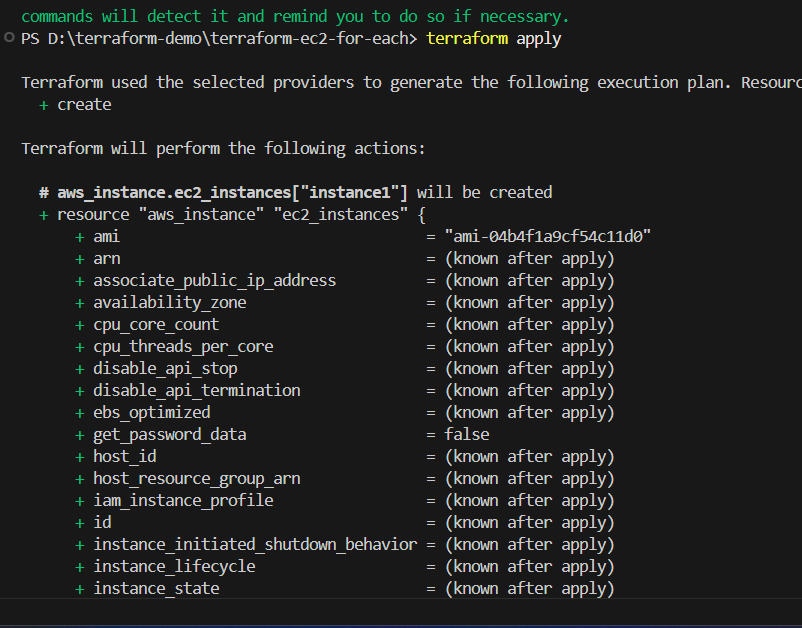 commands will detect it and remind you to do so if necessary.
PS D:\terraform-demo\terraform-ec2-for-each> terraform apply
Terraform used the selected providers to generate the following execution plan. Resourc
+ create
Terraform will perform the following actions:
# aws_instance.ec2_instances["instance1"] will be created
+ resource "aws_instance" "ec2_instances" {
+ ami = "ami-04b4f1a9cf54c11d0"
+ arn = (known after apply)
+ associate_public_ip_address = (known after apply)
+ availability_zone = (known after apply)
+ cpu_core_count = (known after apply)
+ cpu_threads_per_core = (known after apply)
+ disable_api_stop = (known after apply)
+ disable_api_termination = (known after apply)
+ ebs_optimized = (known after apply)
+ get_password_data = false
+ host_id = (known after apply)
+ host_resource_group_arn = (known after apply)
+ iam_instance_profile = (known after apply)
+ id = (known after apply)
+ instance_initiated_shutdown_behavior = (known after apply)
+ instance_lifecycle = (known after apply)
+ instance_state = (known after apply)